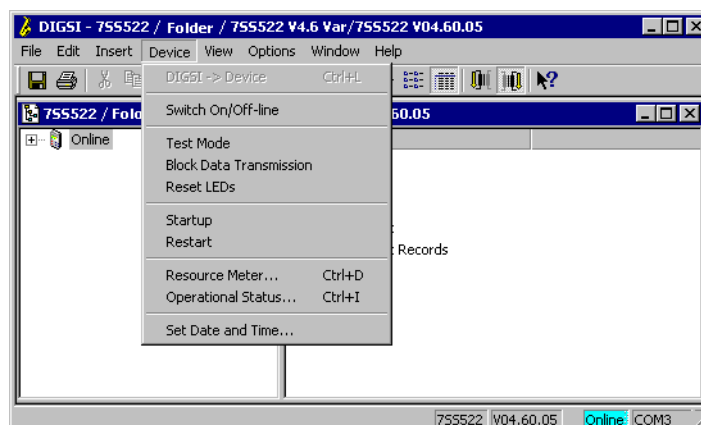 DIGSI - 7SS522 / Folder / 7SS522 V4.6 Var/7SS522 V04.60.05
File Edit Insert Device View Options Window Help
DIGSI -> Device Ctrl+L
7SS522 / Folo 60.05
Switch On/Off-line
Online
Test Mode
Block Data Transmission
Reset LEDs
Startup
Restart
Records
Resource Meter... Ctrl+D
Operational Status... Ctrl+I
Set Date and Time...
7SS522 V04.60.05 Online COM3